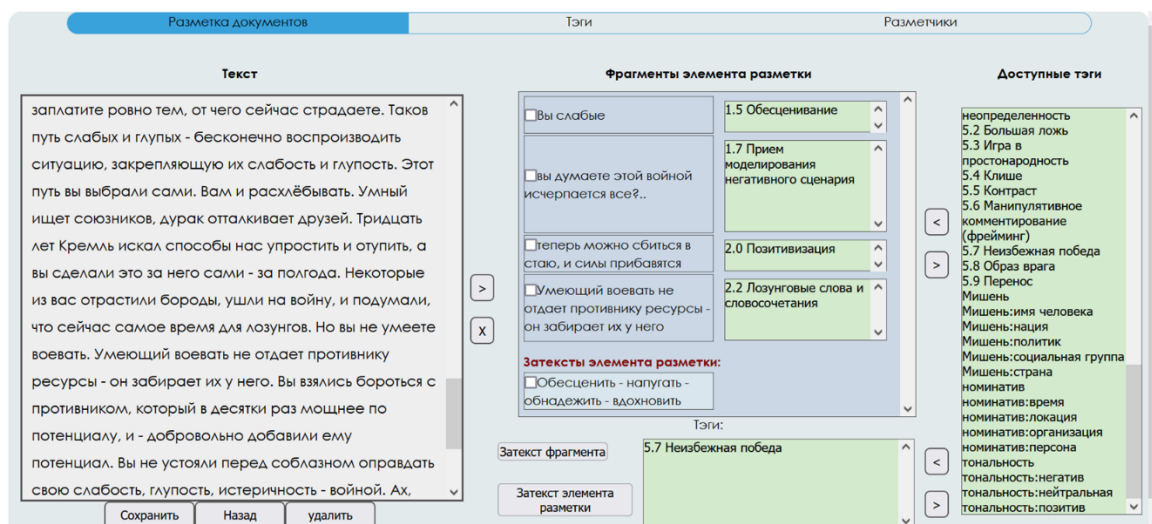 Разметка документов
Тэги
Разметчики
Текст
заплатите ровно тем, от чего сейчас страдаете. Таков
путь слабых и глупых - бесконечно воспроизводить
ситуацию, закрепляющую их слабость и глупость. Этот
путь вы выбрали сами. Вам и расхлёбывать. Умный
ищет союзников, дурак отталкивает друзей. Тридцать
лет Кремль искал способы нас упростить и отупить, а
вы сделали это за него сами - за полгода. Некоторые
из вас отрастили бороды, ушли на войну, и подумали,
что сейчас самое время для лозунгов. Но вы не умеете
воевать. Умеющий воевать не отдает противнику
ресурсы - он забирает их у него. Вы взялись бороться с
противником, который в десятки раз мощнее по
потенциалу, и - добровольно добавили ему
потенциал. Вы не устояли перед соблазном оправдать
свою слабость, глупость, истеричность - войной. Ах,
Сохранить
Назад
удалить
>
x
Фрагменты элемента разметки
Вы слабые
1.5 Обесценивание
вы думаете этой войной
исчерпается все?..
1.7 Прием
моделирования
негативного сценария
теперь можно сбиться в
стаю, и силы прибавятся
2.0 Позитивизация
Умеющий воевать не
отдает противнику ресурсы -
он забирает их у него
2.2 Лозунговые слова и
словосочетания
Затексты элемента разметки:
Обесценить - напугать -
обнадежить - вдохновить
Тэги:
Затекст фрагмента
Затекст элемента
разметки
5.7 Неизбежная победа
<
>
<
>
Доступные тэги
неопределенность
5.2 Большая ложь
5.3 Игра в
простонародность
5.4 Клише
5.5 Контраст
5.6 Манипулятивное
комментирование
(фрейминг)
5.7 Неизбежная победа
5.8 Образ врага
5.9 Перенос
Мишень
Мишень:имя человека
Мишень:нация
Мишень:политик
Мишень:социальная группа
Мишень:страна
номинатив
номинатив:время
номинатив:локация
номинатив:организация
номинатив:персона
тональность
тональность:негатив
тональность:нейтральная
тональность:позитив